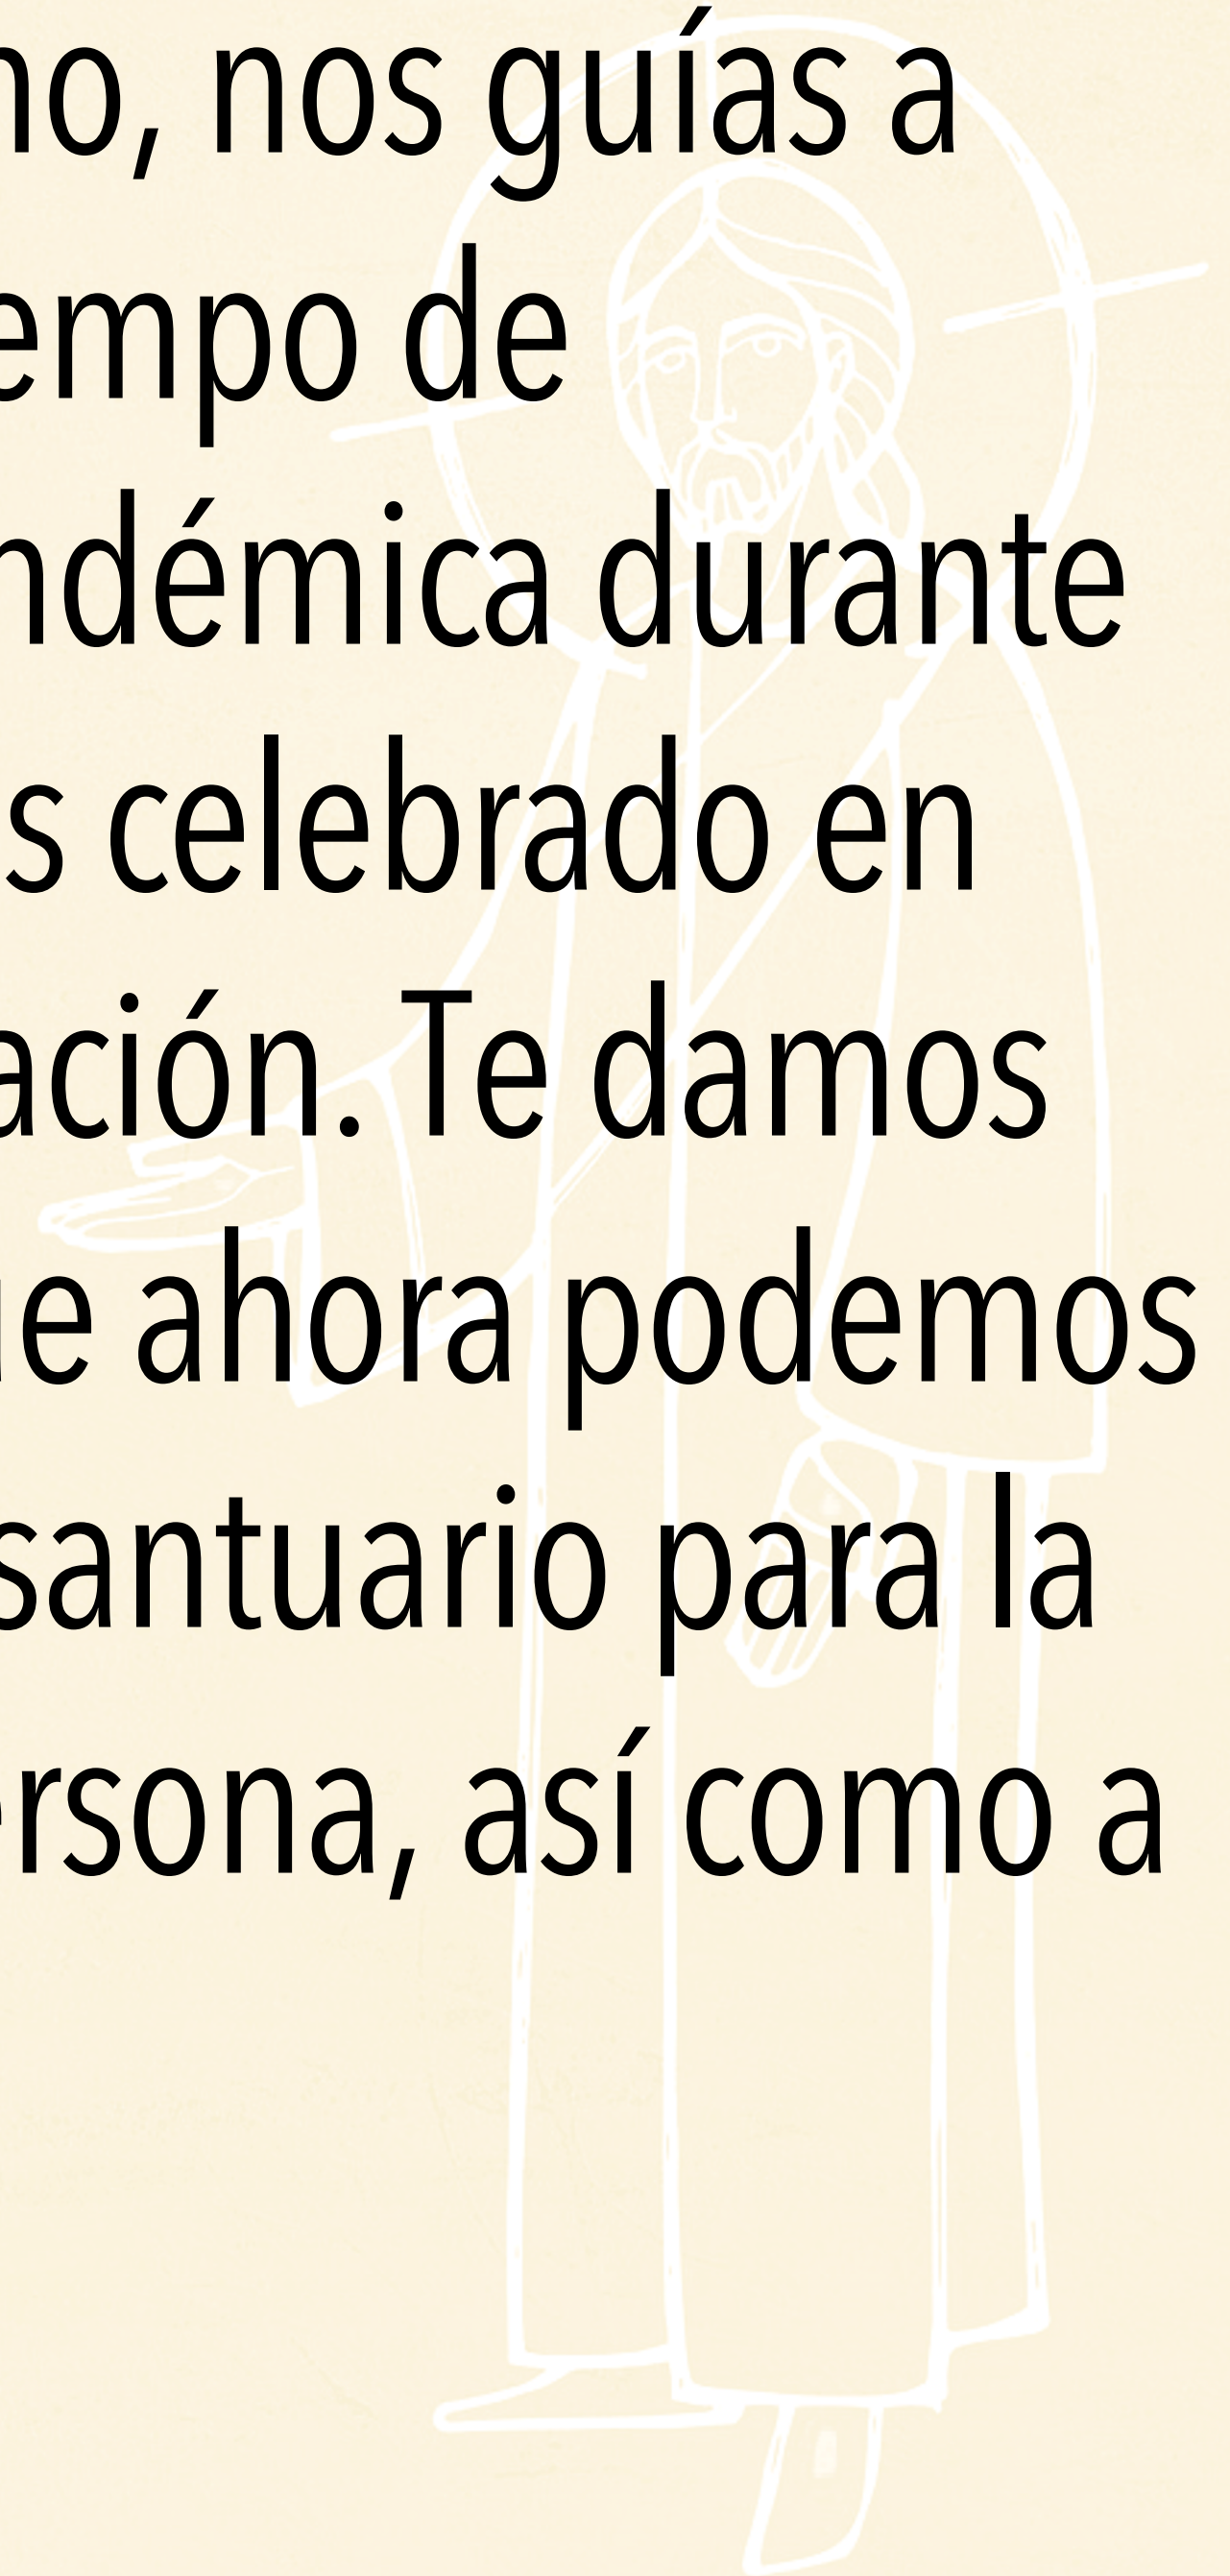 no, nos guías a
empo de
ndémica durante
s celebrado en
ación. Te damos
ue ahora podemos
santuario para la
ersona, así como a